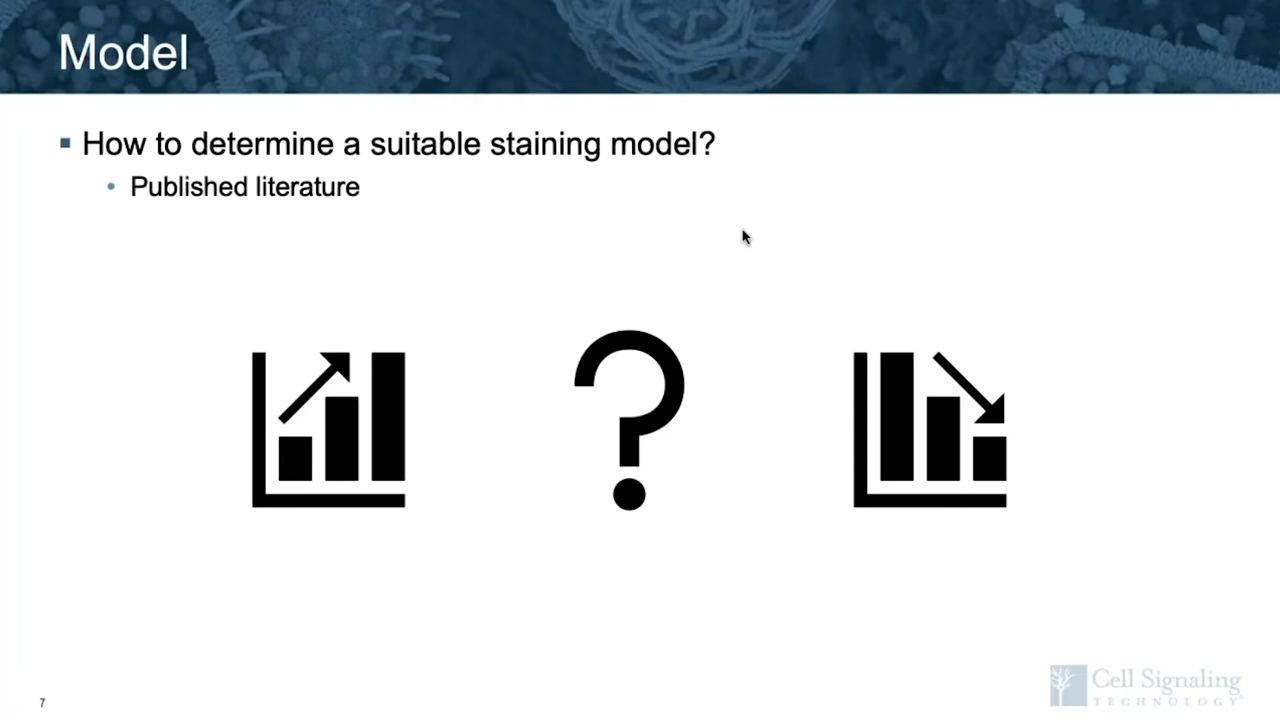 Model
How to determine a suitable staining model?
Published literature
?
7
Cell Signaling
TECHNOLOGY